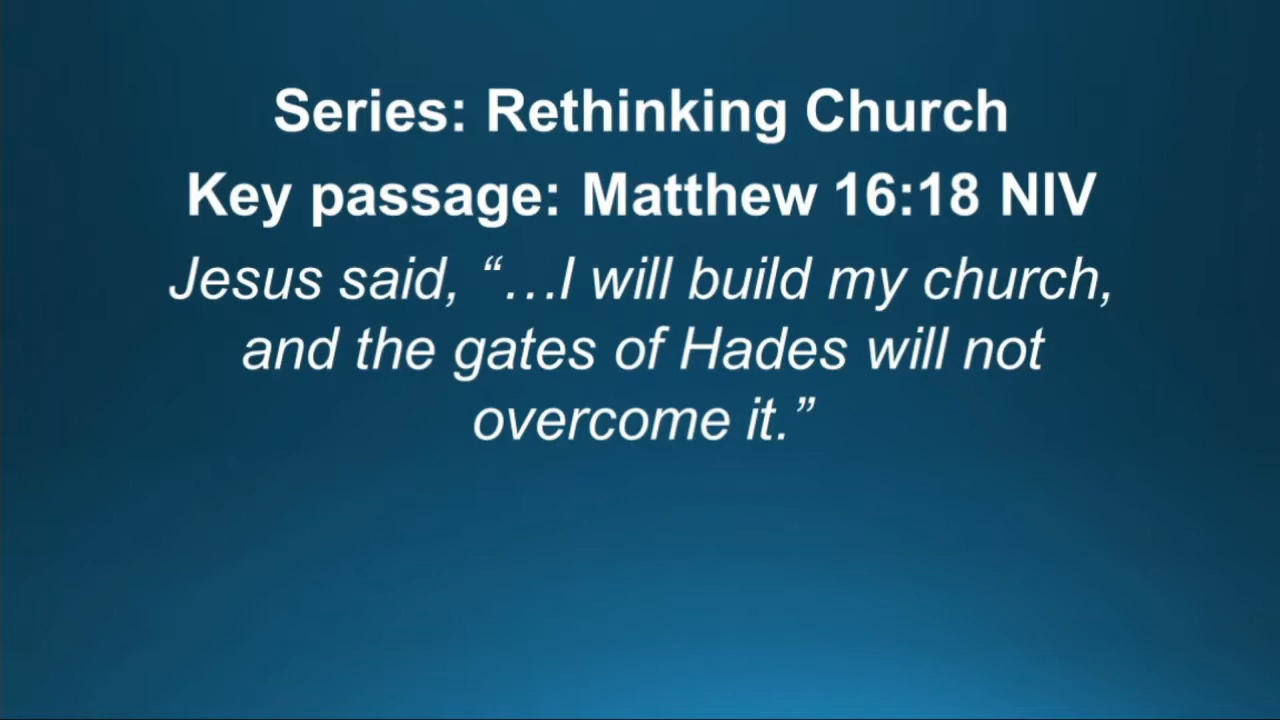 Series: Rethinking Church
Key passage: Matthew 16:18 NIV
Jesus said, “…I will build my church,
and the gates of Hades will not
overcome it.”